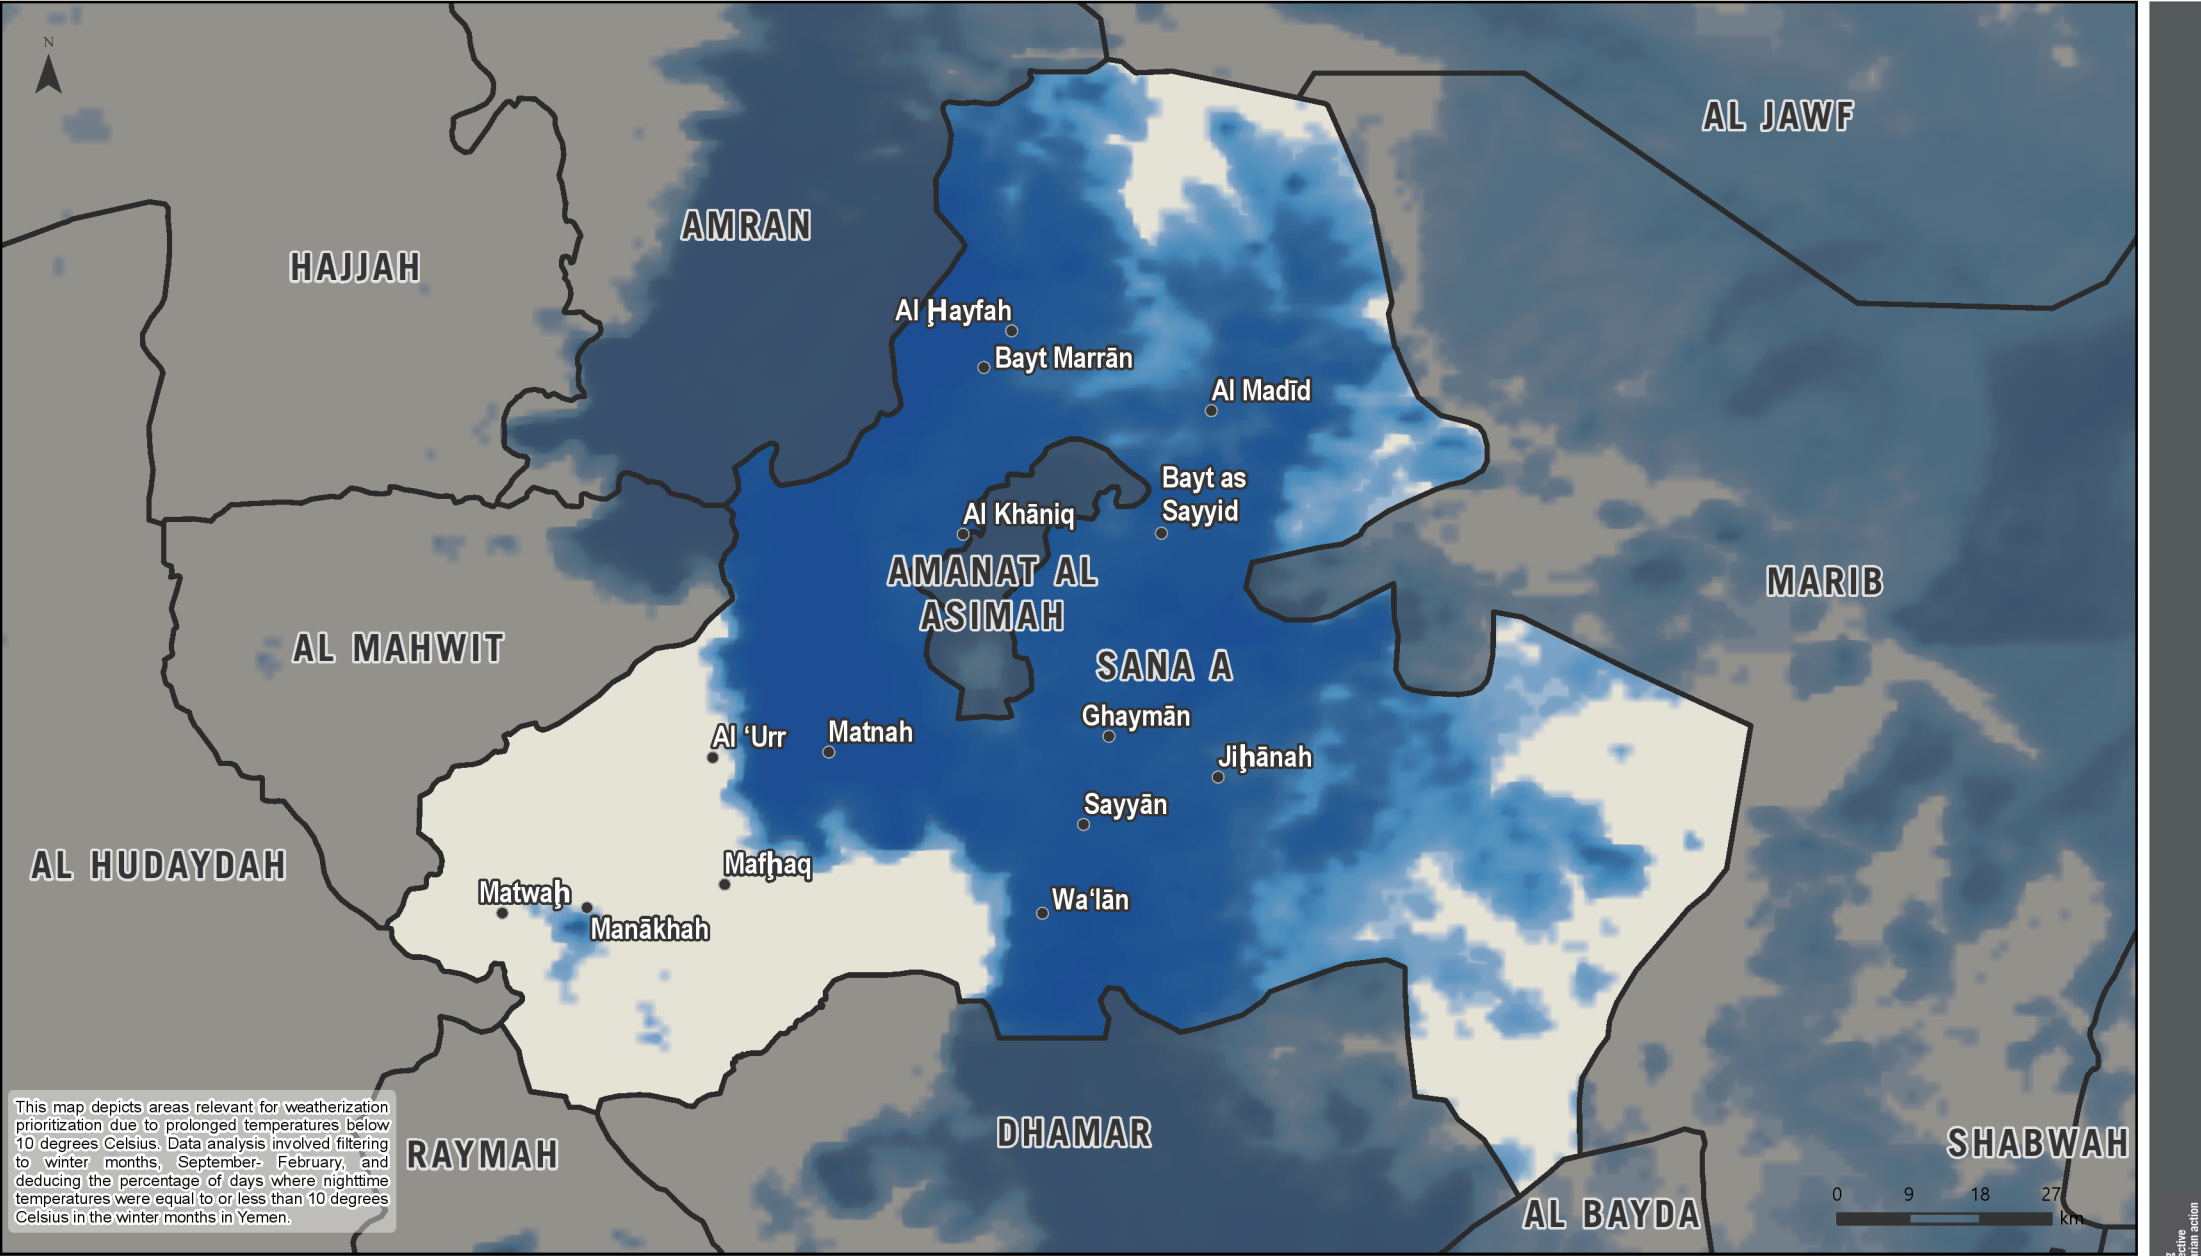 N
AL JAWF
AMRAN
HAJJAH
Al Ḩayfah
Bayt Marrān
Al Madīd
Bayt as
Sayyid
Al Khāniq
AMANAT AL
ASIMAH
MARIB
AL MAHWIT
SANA A
Ghaymān
Al ‘Urr
Matnah
Jiḩānah
Sayyān
AL HUDAYDAH
Mafḩaq
Matwaḩ
Manākhah
Wa‘lān
This map depicts areas relevant for weatherization
prioritization due to prolonged temperatures below
10 degrees Celsius. Data analysis involved filtering
to winter months, September- February, and
deducing the percentage of days where nighttime
temperatures were equal to or less than 10 degrees
Celsius in the winter months in Yemen.
RAYMAH
DHAMAR
SHABWAH
AL BAYDA
0 9 18 27
km